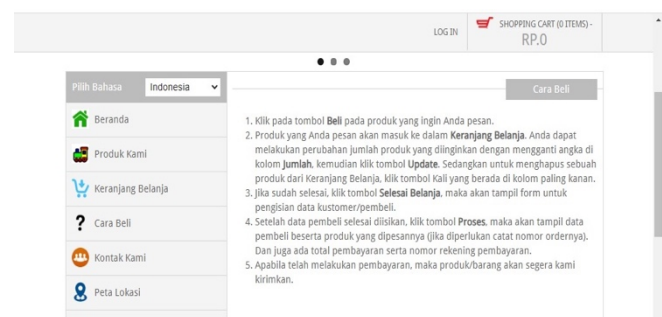 LOG IN
SHOPPING CART (0 ITEMS) -
RP.0
Pilih Bahasa
Indonesia
Beranda
Produk Kami
Keranjang Belanja
Cara Beli
Kontak Kami
Peta Lokasi
Cara Beli
1. Klik pada tombol Beli pada produk yang ingin Anda pesan.
2. Produk yang Anda pesan akan masuk ke dalam Keranjang Belanja. Anda dapat
melakukan perubahan jumlah produk yang diinginkan dengan mengganti angka di
kolom Jumlah, kemudian klik tombol Update. Sedangkan untuk menghapus sebuah
produk dari Keranjang Belanja, klik tombol Kali yang berada di kolom paling kanan.
3. Jika sudah selesai, klik tombol Selesai Belanja, maka akan tampil form untuk
pengisian data kustomer/pembeli.
4. Setelah data pembeli selesai diisikan, klik tombol Proses, maka akan tampil data
pembeli beserta produk yang dipesannya (jika diperlukan catat nomor ordernya).
Dan juga ada total pembayaran serta nomor rekening pembayaran.
5. Apabila telah melakukan pembayaran, maka produk/barang akan segera kami
kirimkan.